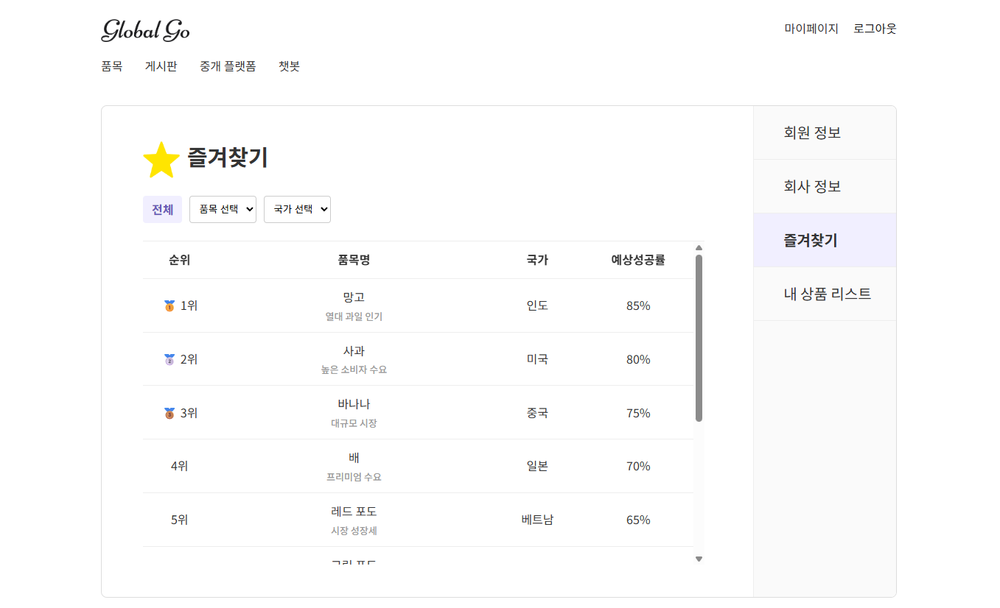 Global Go
마이페이지 로그아웃
품목 게시판 중개 플랫폼 챗봇
즐겨찾기
전체 품목 선택 국가 선택
순위 품목명 국가 예상성공률
1위 망고 인도 85%
열대 과일 인기
2위 사과 미국 80%
높은 소비자 수요
3위 바나나 중국 75%
대규모 시장
4위 배 일본 70%
프리미엄 수요
5위 레드 포도 베트남 65%
시장 성장세
회원 정보
회사 정보
즐겨찾기
내 상품 리스트